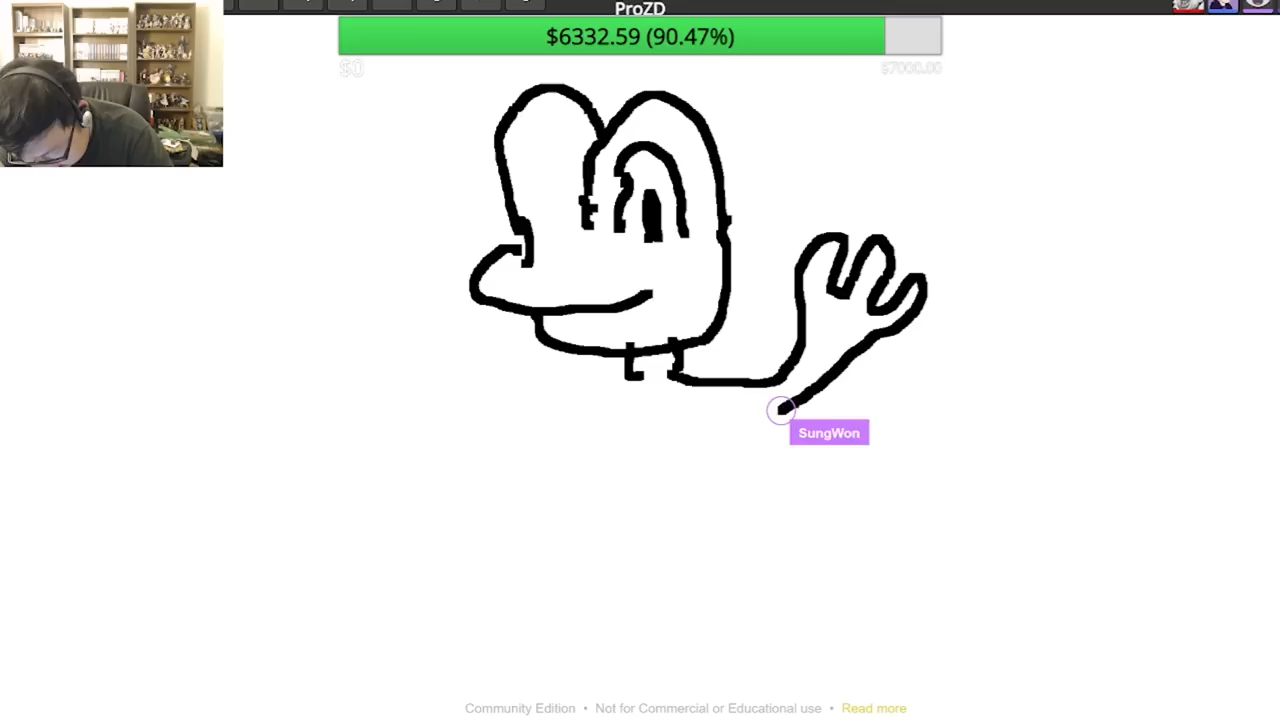 ProZD
$6332.59 (90.47%)
$0
$7000.00
SungWon
Community Edition • Not for Commercial or Educational use • Read more